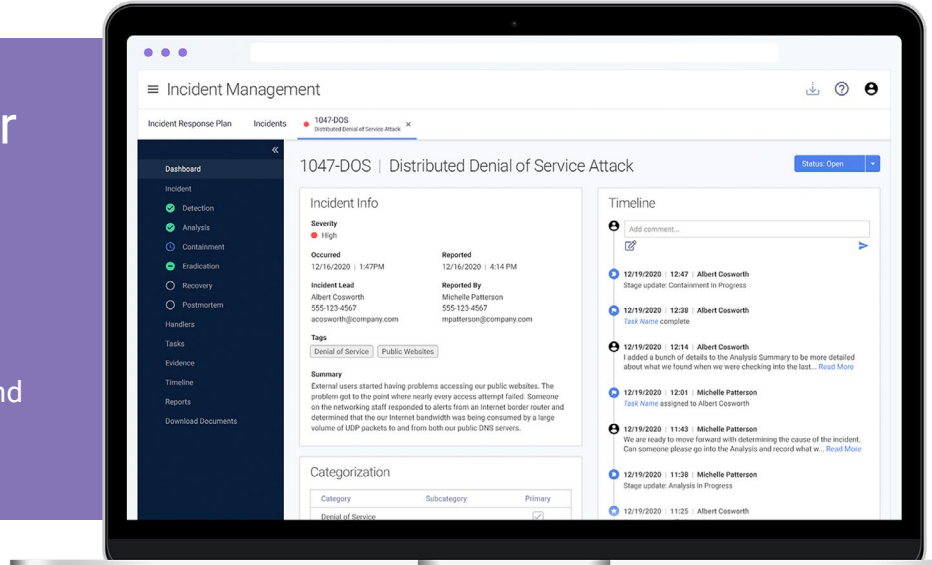 r
nd
Incident Management
Incident Response Plan
Incidents
1047-DOS
Distributed Denial of Service Attack
×
«
Dashboard
Incident
Detection
Analysis
Containment
Eradication
Recovery
Postmortem
Handlers
Tasks
Evidence
Timeline
Reports
Download Documents
1047-DOS | Distributed Denial of Service Attack
Status: Open
Incident Info
Severity
High
Occurred
12/16/2020 | 1:47PM
Reported
12/16/2020 | 4:14 PM
Incident Lead
Albert Cosworth
555-123-4567
acosworth@company.com
Reported By
Michelle Patterson
555-123-4567
mpatterson@company.com
Tags
Denial of Service
Public Websites
Summary
External users started having problems accessing our public websites. The
problem got to the point where nearly every access attempt failed. Someone
on the networking staff responded to alerts from an Internet border router and
determined that the our Internet bandwidth was being consumed by a large
volume of UDP packets to and from both our public DNS servers.
Categorization
Category Subcategory Primary
Denial of Service
Timeline
Add comment...
12/19/2020 | 12:47 | Albert Cosworth
Stage update: Containment In Progress
12/19/2020 | 12:38 | Albert Cosworth
Task Name complete
12/19/2020 | 12:14 | Albert Cosworth
I added a bunch of details to the Analysis Summary to be more detailed
about what we found when we were checking into the last... Read More
12/19/2020 | 12:01 | Michelle Patterson
Task Name assigned to Albert Cosworth
12/19/2020 | 11:43 | Michelle Patterson
We are ready to move forward with determining the cause of the incident.
Can someone please go into the Analysis and record what w... Read More
12/19/2020 | 11:38 | Michelle Patterson
Stage update: Analysis In Progress
12/19/2020 | 11:25 | Albert Cosworth